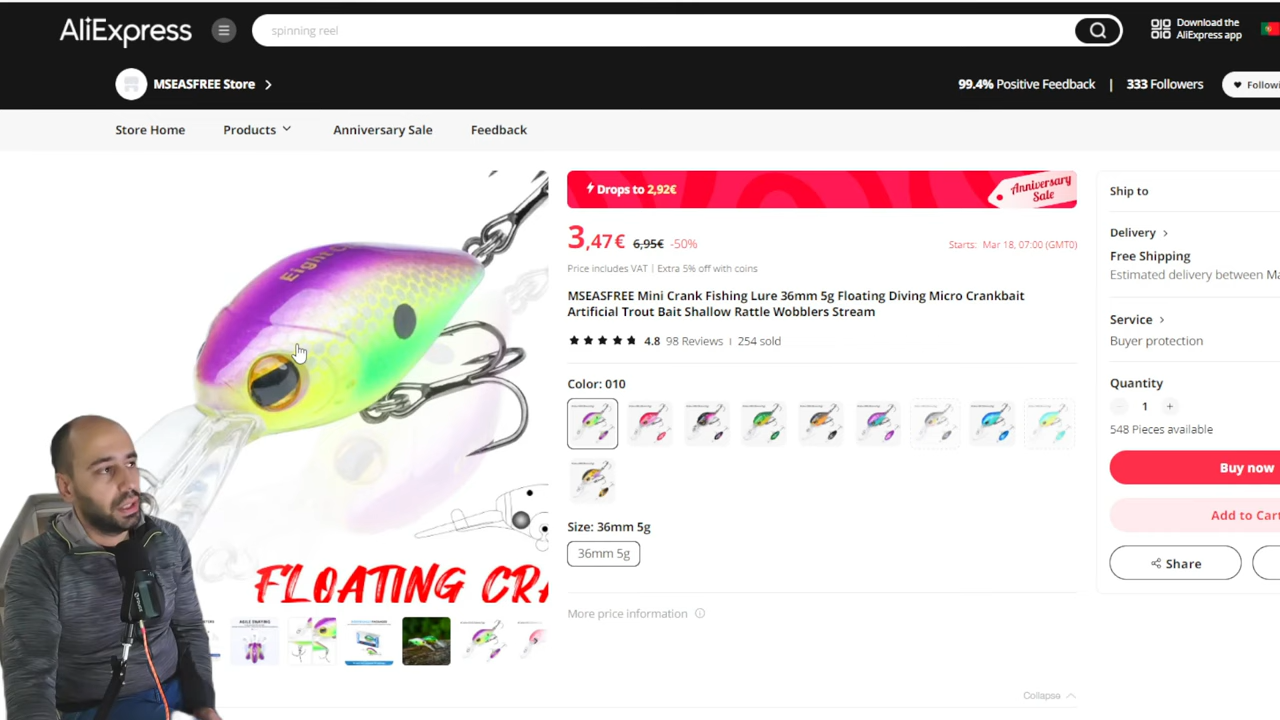 AliExpress
spinning reel
Download the
AliExpress app
MSEASFREE Store
99.4% Positive Feedback | 333 Followers
Store Home
Products
Anniversary Sale
Feedback
Drops to 2,92€
Anniversary
Sale
3,47€ 6,95€ -50%
Starts: Mar 18, 07:00 (GMT0)
Price includes VAT | Extra 5% off with coins
MSEASFREE Mini Crank Fishing Lure 36mm 5g Floating Diving Micro Crankbait
Artificial Trout Bait Shallow Rattle Wobblers Stream
4.8 98 Reviews 254 sold
Color: 010
Size: 36mm 5g
36mm 5g
More price information
Collapse
FLOATING CR
Ship to
Delivery
Free Shipping
Estimated delivery between
Service
Buyer protection
Quantity
- 1 +
548 Pieces available
Buy now
Add to Cart
Share